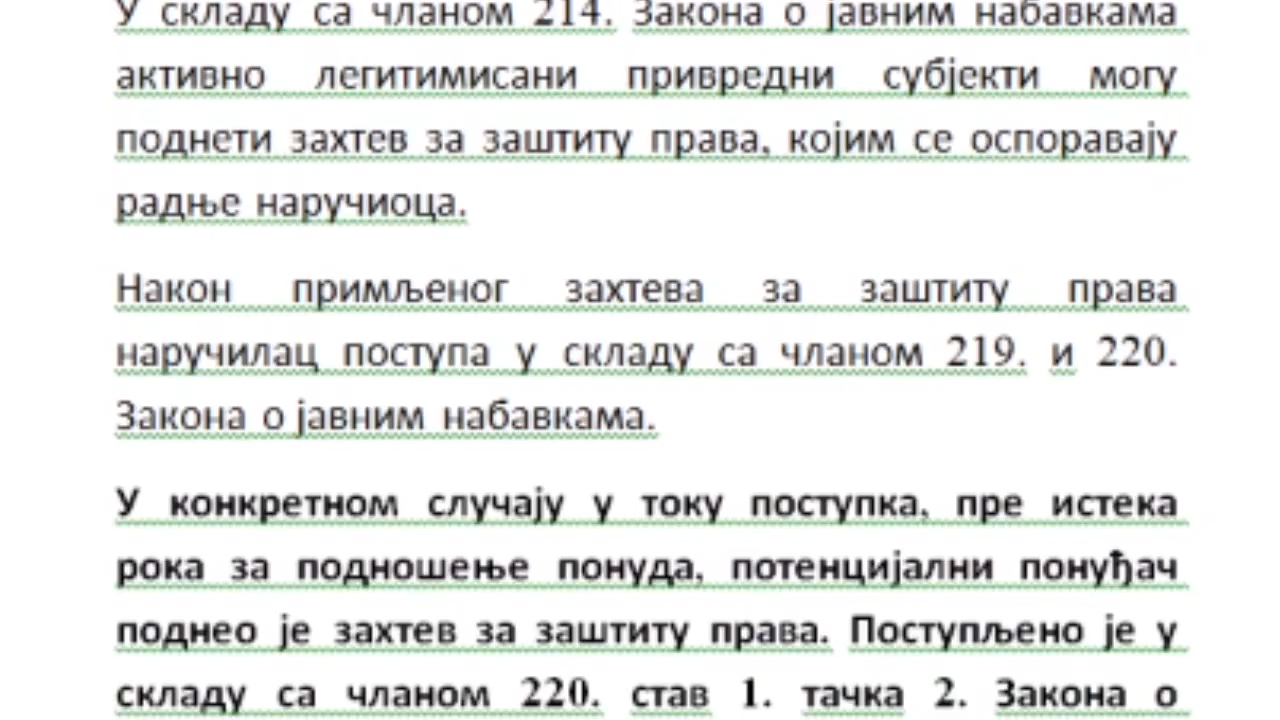 У складу са чланом 214. Закона о јавним набавкама
активно легитимисани привредни субјекти могу
поднети захтев за заштиту права, којим се оспоравају
радње наручиоца.
Након примљеног захтева за заштиту права
наручилац поступа у складу са чланом 219. и 220.
Закона о јавним набавкама.
У конкретном случају у току поступка, пре истека
рока за подношење понуда, потенцијални понуђач
поднео је захтев за заштиту права. Поступљено је у
складу са чланом 220. став 1. тачка 2. Закона о